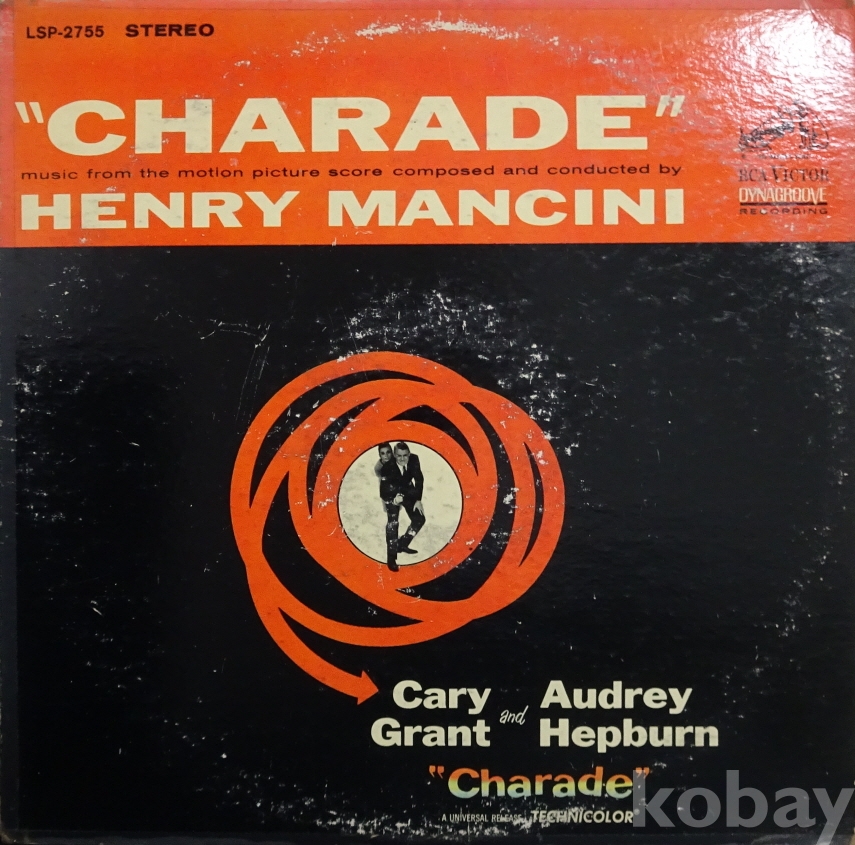 LSP-2755 STEREO
"CHARADE"
music from the motion picture score composed and conducted by
HENRY MANCINI
RCA VICTOR
DYNAGROOVE
RECORDING
Cary Grant and Audrey Hepburn
"Charade"
A UNIVERSAL RELEASE TECHNICOLOR
kobay